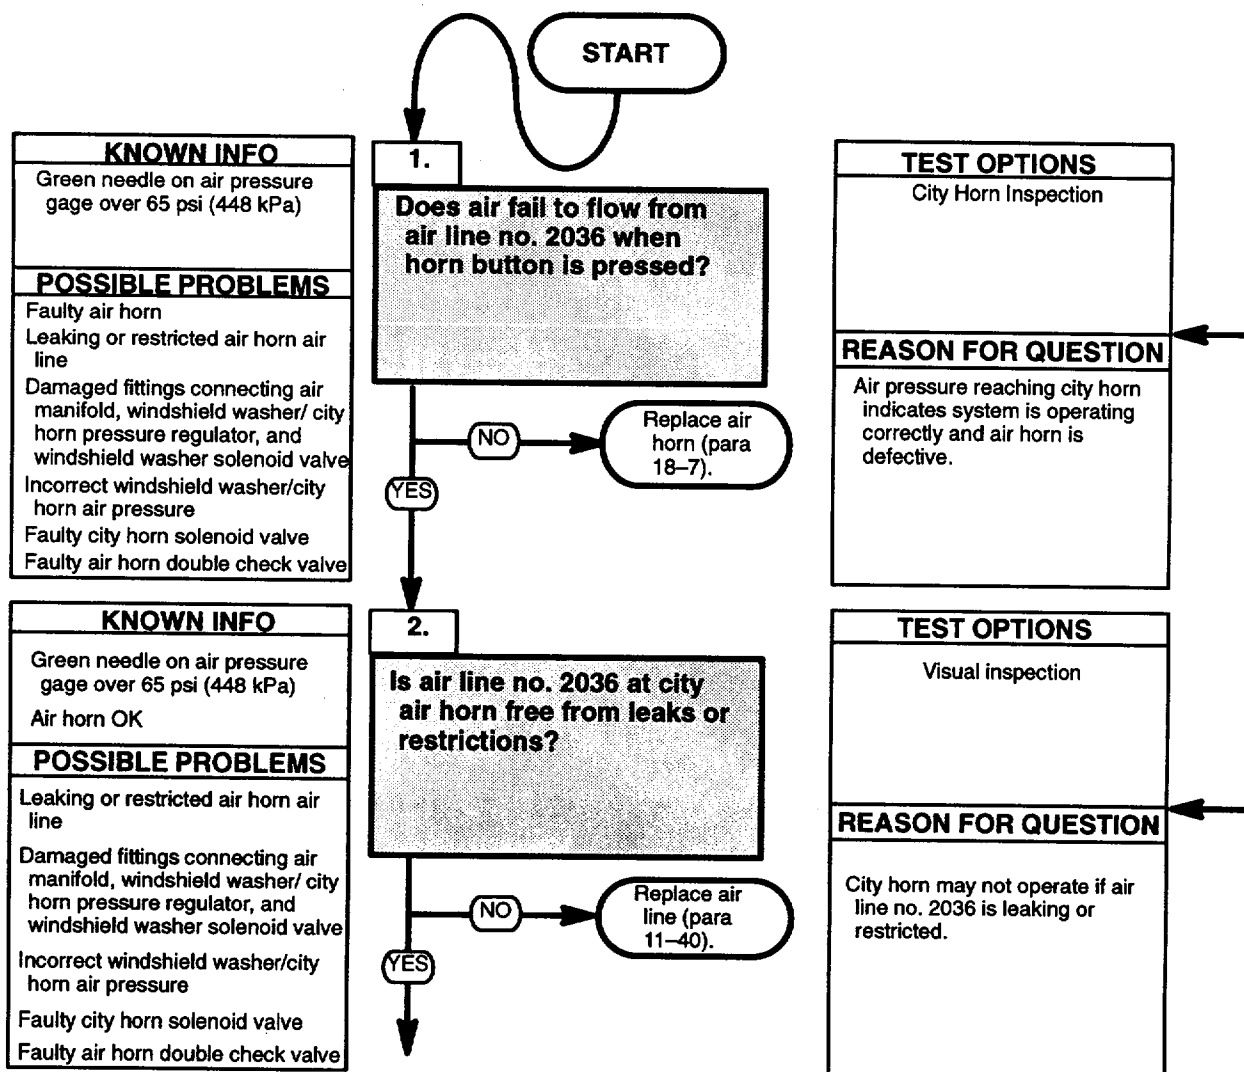 START
KNOWN INFO
Green needle on air pressure
gage over 65 psi (448 kPa)
POSSIBLE PROBLEMS
Faulty air horn
Leaking or restricted air horn air
line
Damaged fittings connecting air
manifold, windshield washer/ city
horn pressure regulator, and
windshield washer solenoid valve
Incorrect windshield washer/city
horn air pressure
Faulty city horn solenoid valve
Faulty air horn double check valve
1.
Does air fail to flow from
air line no. 2036 when
horn button is pressed?
NO
Replace air
horn (para
18–7).
YES
TEST OPTIONS
City Horn Inspection
REASON FOR QUESTION
Air pressure reaching city horn
indicates system is operating
correctly and air horn is
defective.
KNOWN INFO
Green needle on air pressure
gage over 65 psi (448 kPa)
Air horn OK
POSSIBLE PROBLEMS
Leaking or restricted air horn air
line
Damaged fittings connecting air
manifold, windshield washer/ city
horn pressure regulator, and
windshield washer solenoid valve
Incorrect windshield washer/city
horn air pressure
Faulty city horn solenoid valve
Faulty air horn double check valve
2.
Is air line no. 2036 at city
air horn free from leaks or
restrictions?
NO
Replace air
line (para
11–40).
YES
TEST OPTIONS
Visual inspection
REASON FOR QUESTION
City horn may not operate if air
line no. 2036 is leaking or
restricted.